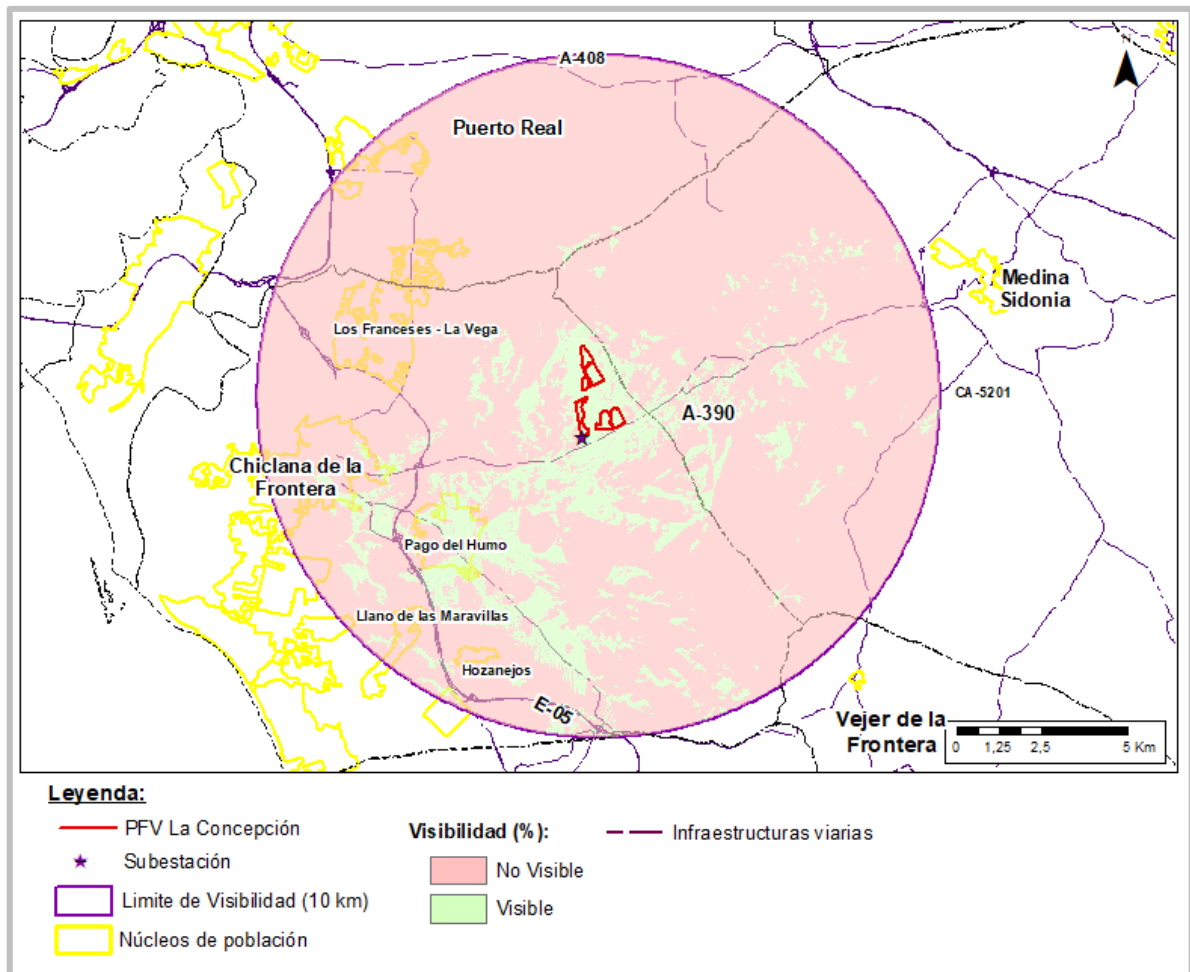 N
A-408
Puerto Real
Medina
Sidonia
Los Franceses - La Vega
CA-5201
A-390
Chiclana de la
Frontera
Pago del Humo
Llano de las Maravillas
Hozanejos
E-05
Vejer de la
Frontera
0 1,25 2,5 5 Km
Leyenda:
PFV La Concepción
Subestación
Limite de Visibilidad (10 km)
Núcleos de población
Visibilidad (%):
No Visible
Visible
Infraestructuras viarias